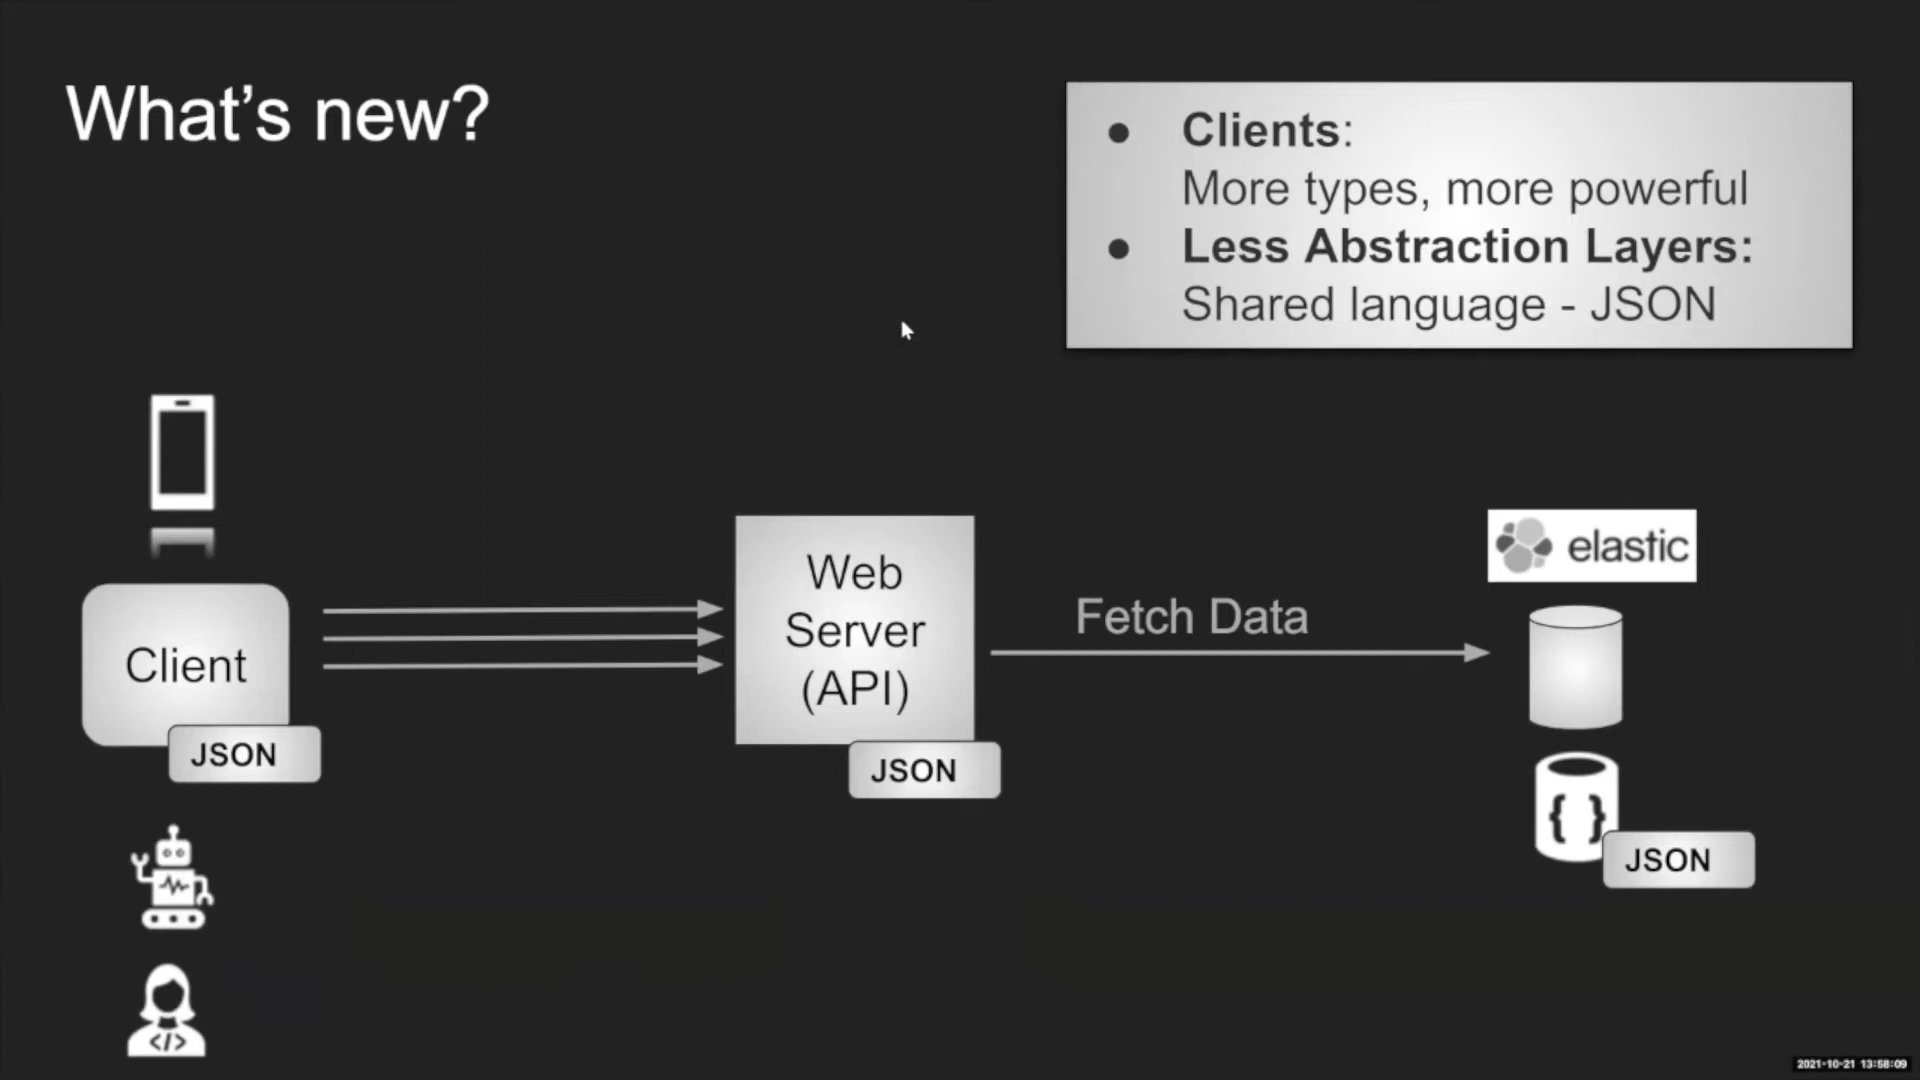 What's new?
● Clients:
More types, more powerful
● Less Abstraction Layers:
Shared language - JSON
Client
JSON
Web
Server
(API)
JSON
Fetch Data
elastic
{ }
JSON
</>
2021-10-21 13:58:09